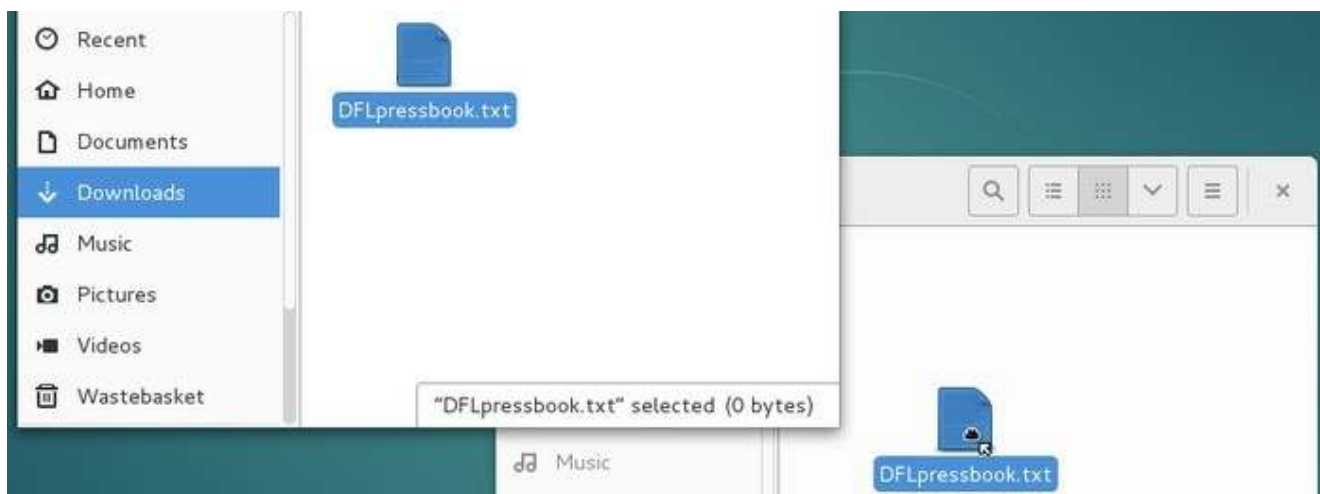 Recent
Home
Documents
Downloads
Music
Pictures
Videos
Wastebasket
DFLpressbook.txt
"DFLpressbook.txt" selected (0 bytes)
Music
DFLpressbook.txt